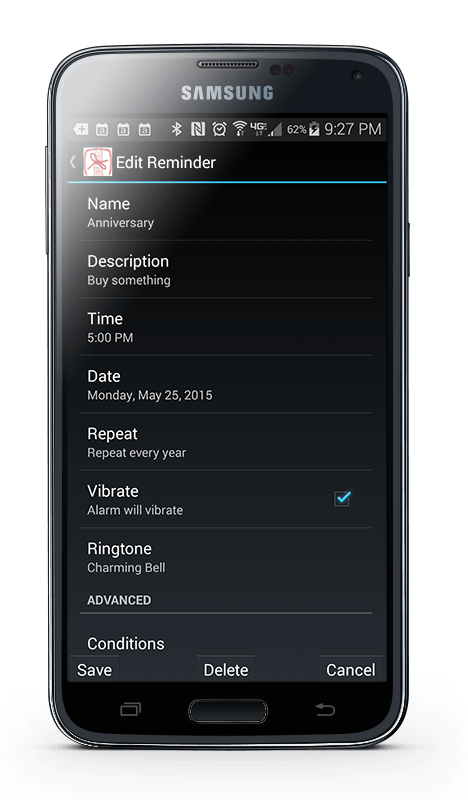 SAMSUNG
4GE 62% 9:27 PM
Edit Reminder
Name
Anniversary
Description
Buy something
Time
5:00 PM
Date
Monday, May 25, 2015
Repeat
Repeat every year
Vibrate
Alarm will vibrate
Ringtone
Charming Bell
ADVANCED
Conditions
Save Delete Cancel